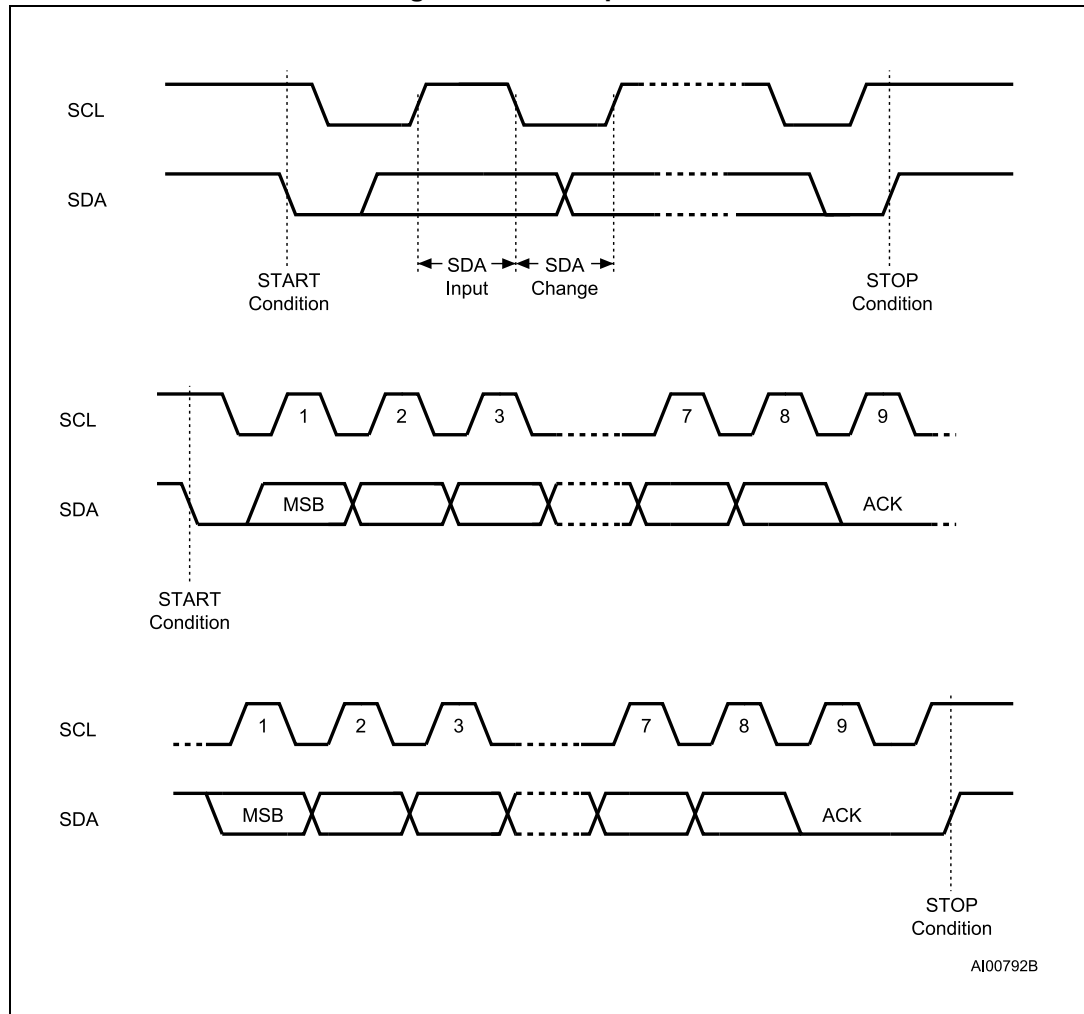 SCL
SDA
START
Condition
SDA
Input
SDA
Change
STOP
Condition
SCL
1 2 3 7 8 9
SDA
MSB ACK
START
Condition
SCL
1 2 3 7 8 9
SDA
MSB ACK
STOP
Condition
AI00792B